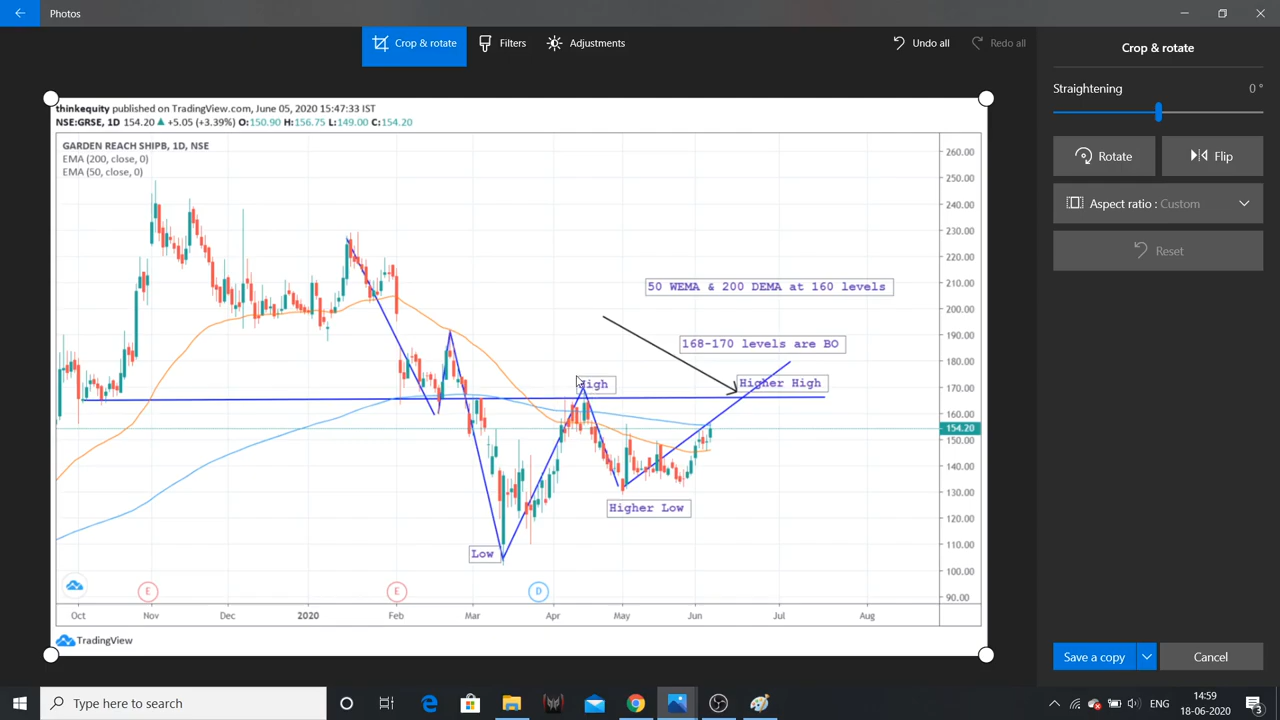 Photos
Crop & rotate
Filters
Adjustments
Undo all
Redo all
Crop & rotate
Straightening
0 °
Rotate
Flip
Aspect ratio : Custom
Reset
thinkequity published on TradingView.com, June 05, 2020 15:47:33 IST
NSE:GRSE, 1D 154.20 ▲ +5.05 (+3.39%) O:150.90 H:156.75 L:149.00 C:154.20
GARDEN REACH SHIPB, 1D, NSE
EMA (200, close, 0)
EMA (50, close, 0)
260.00
250.00
240.00
230.00
220.00
210.00
200.00
190.00
180.00
170.00
160.00
154.20
150.00
140.00
130.00
120.00
110.00
100.00
90.00
50 WEMA & 200 DEMA at 160 levels
168-170 levels are BO
Higher High
High
Higher Low
Low
E
E
D
Oct Nov Dec 2020 Feb Mar Apr May Jun Jul Aug
TradingView
Save a copy
Cancel
Type here to search
ENG
14:59
18-06-2020
3